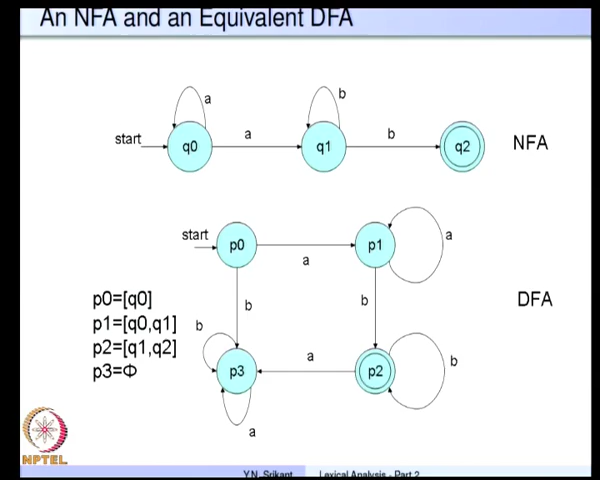 An NFA and an Equivalent DFA
a
b
start
q0
a
q1
b
q2
NFA
start
p0
a
p1
a
p0=[q0]
p1=[q0,q1]
p2=[q1,q2]
p3=Φ
b
b
DFA
b
p3
a
p2
b
a
NPTEL
Y.N. Srikant
Lexical Analysis - Part 2